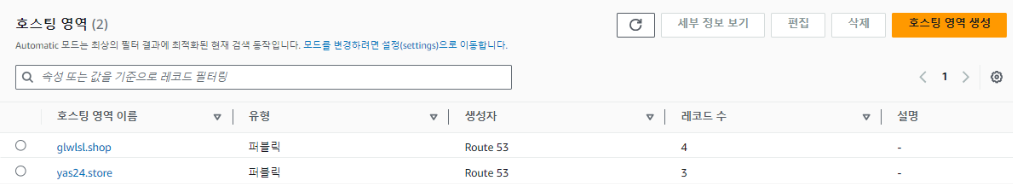 호스팅 영역 (2)
세부 정보 보기 편집 삭제 호스팅 영역 생성
Automatic 모드는 최상의 필터 결과에 최적화된 현재 검색 동작입니다. 모드를 변경하려면 설정(settings)으로 이동합니다.
속성 또는 값을 기준으로 레코드 필터링
1
호스팅 영역 이름 유형 생성자 레코드 수 설명
glwlsl.shop 퍼블릭 Route 53 4 -
yas24.store 퍼블릭 Route 53 3 -